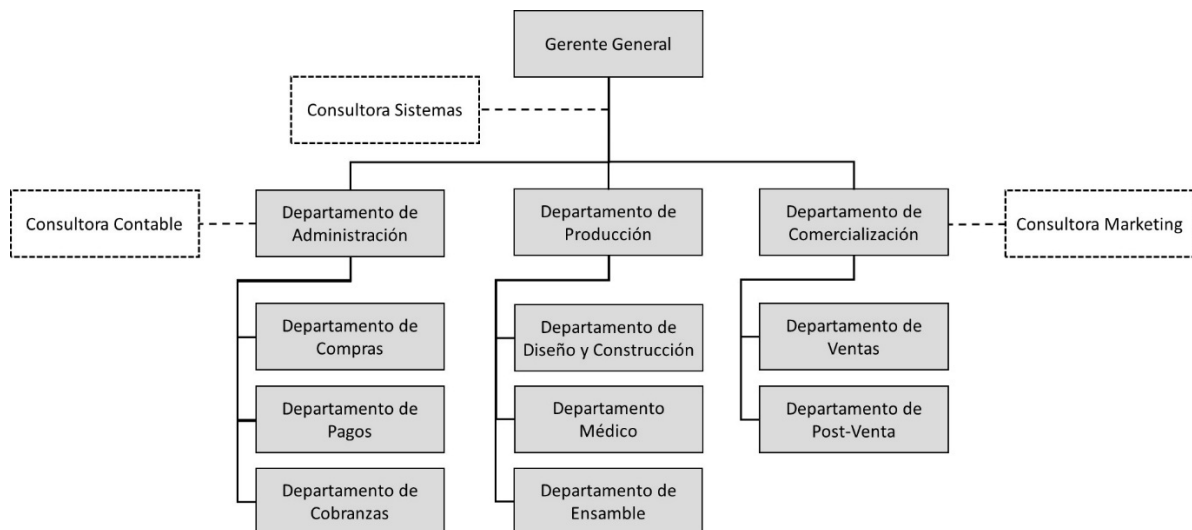 Gerente General
Consultora Sistemas
Consultora Contable
Departamento de
Administración
Departamento de
Producción
Departamento de
Comercialización
Consultora Marketing
Departamento de
Compras
Departamento de
Diseño y Construcción
Departamento de
Ventas
Departamento de
Pagos
Departamento
Médico
Departamento de
Post-Venta
Departamento de
Cobranzas
Departamento de
Ensamble